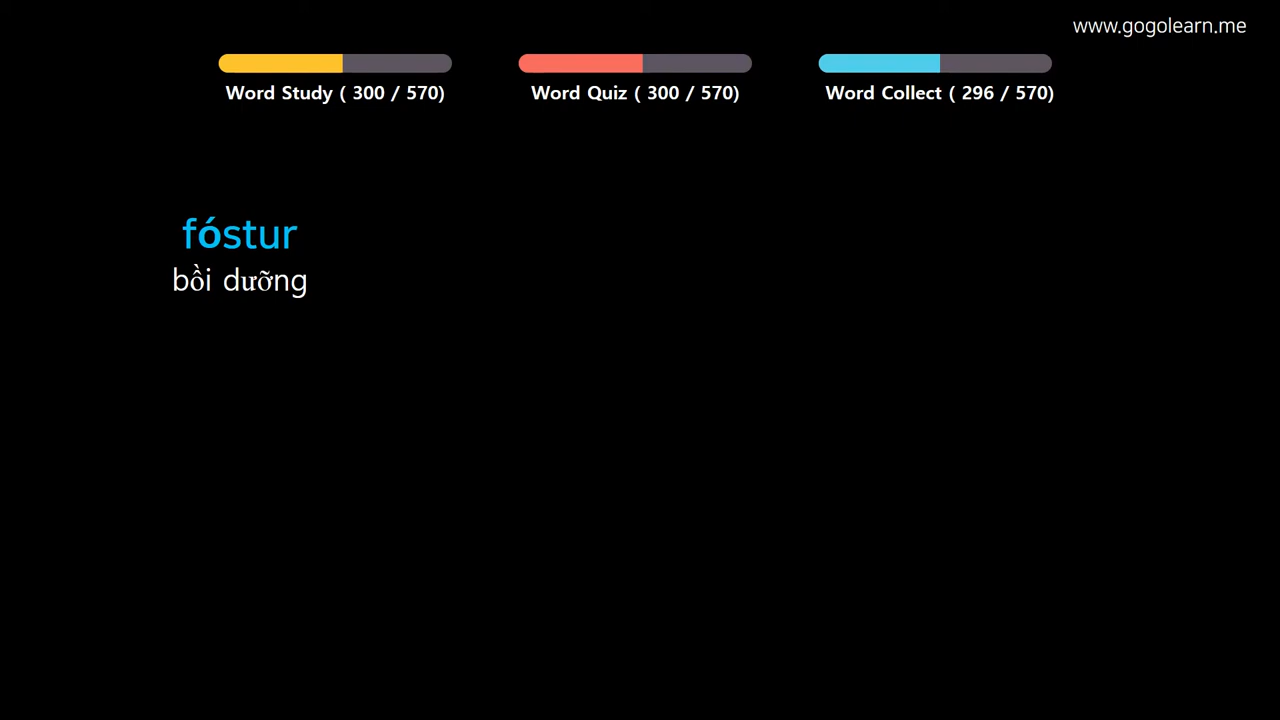 www.gogolearn.me
Word Study ( 300 / 570)
Word Quiz ( 300 / 570)
Word Collect ( 296 / 570)
fóstur
bồi dưỡng